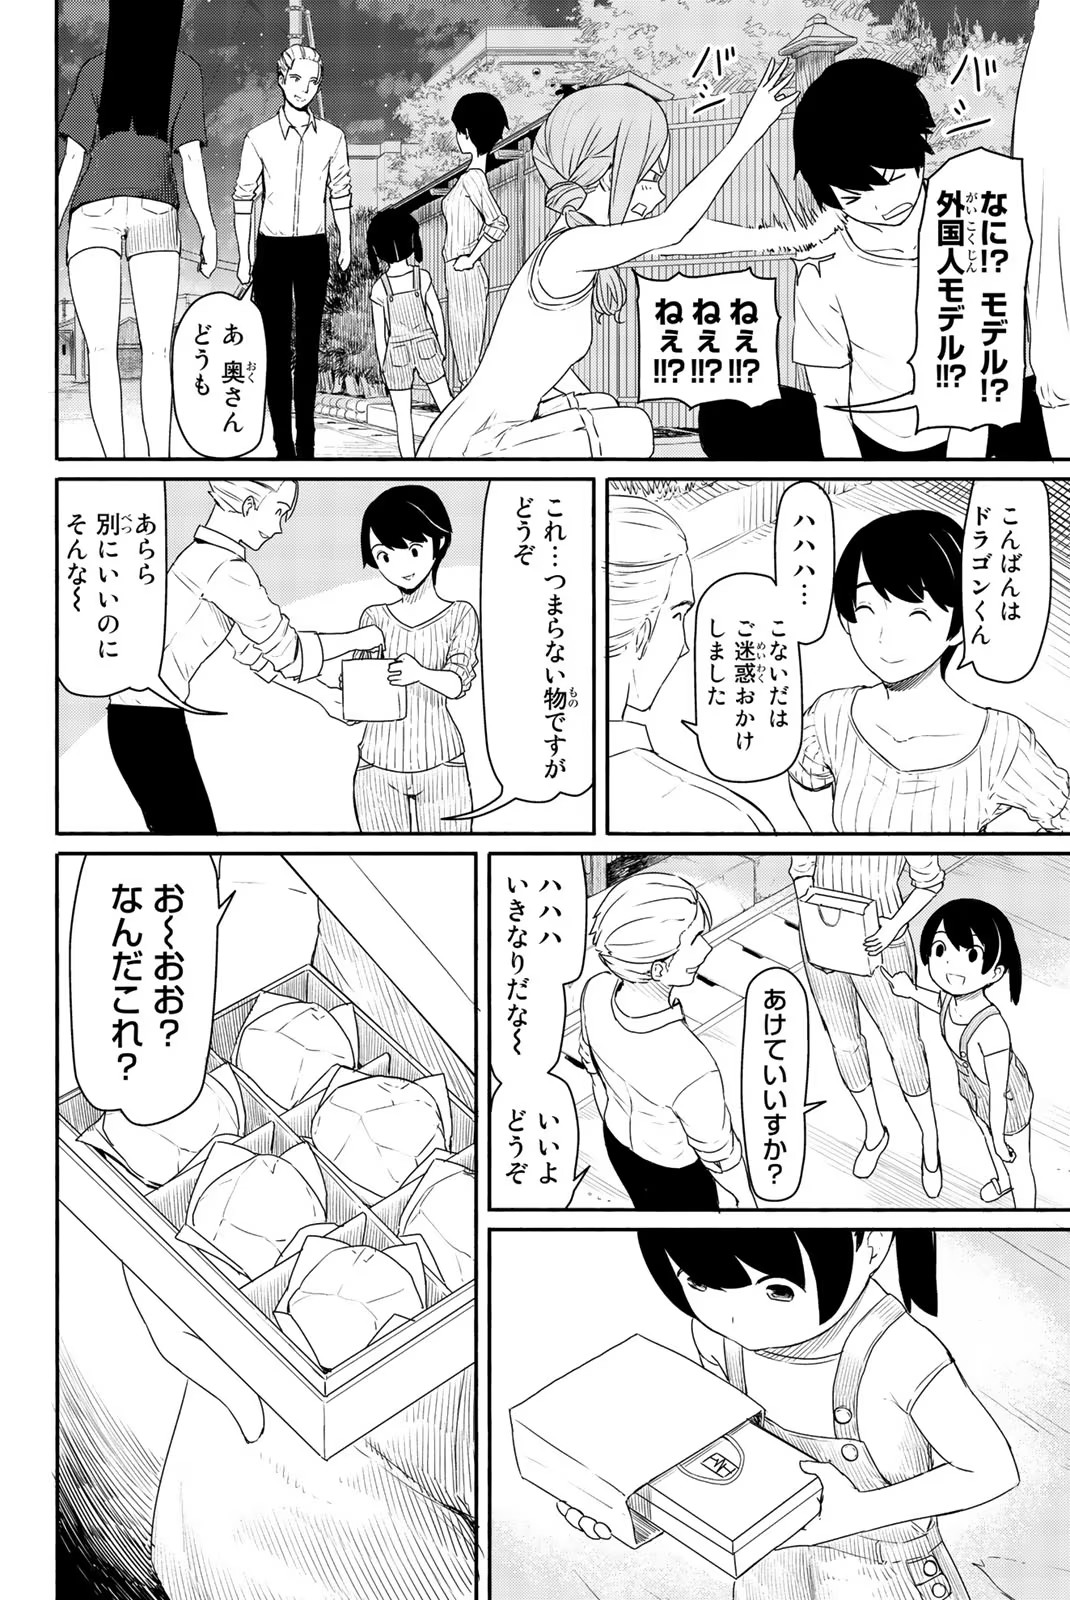 バシ
バシ
なに!?モデル!?
外国人モデル!!?
ねぇ!!?
ねぇ!!?
ねぇ!!?
あ 奥さん
どうも
こんばんは
ドラゴンくん
ハハハ…
こないだは
ご迷惑おかけ
しました
これ…つまらない物ですが
どうぞ
あらら
別にいいのに
そんな〜
あけていいすか?
ハハハ
いきなりだな〜
いいよ
どうぞ
お〜おお?
なんだこれ?